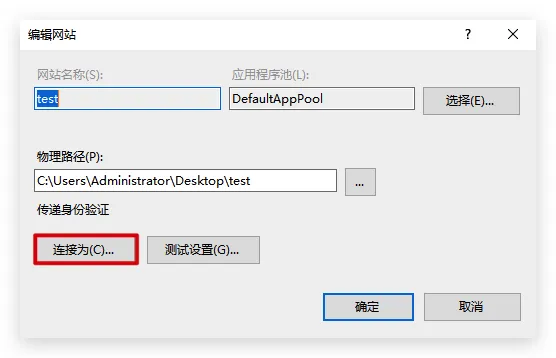 编辑网站
?
网站名称(S):
应用程序池(L):
test
DefaultAppPool
选择(E)...
物理路径(P):
C:\Users\Administrator\Desktop\test
...
传递身份验证
连接为(C)...
测试设置(G)...
确定
取消